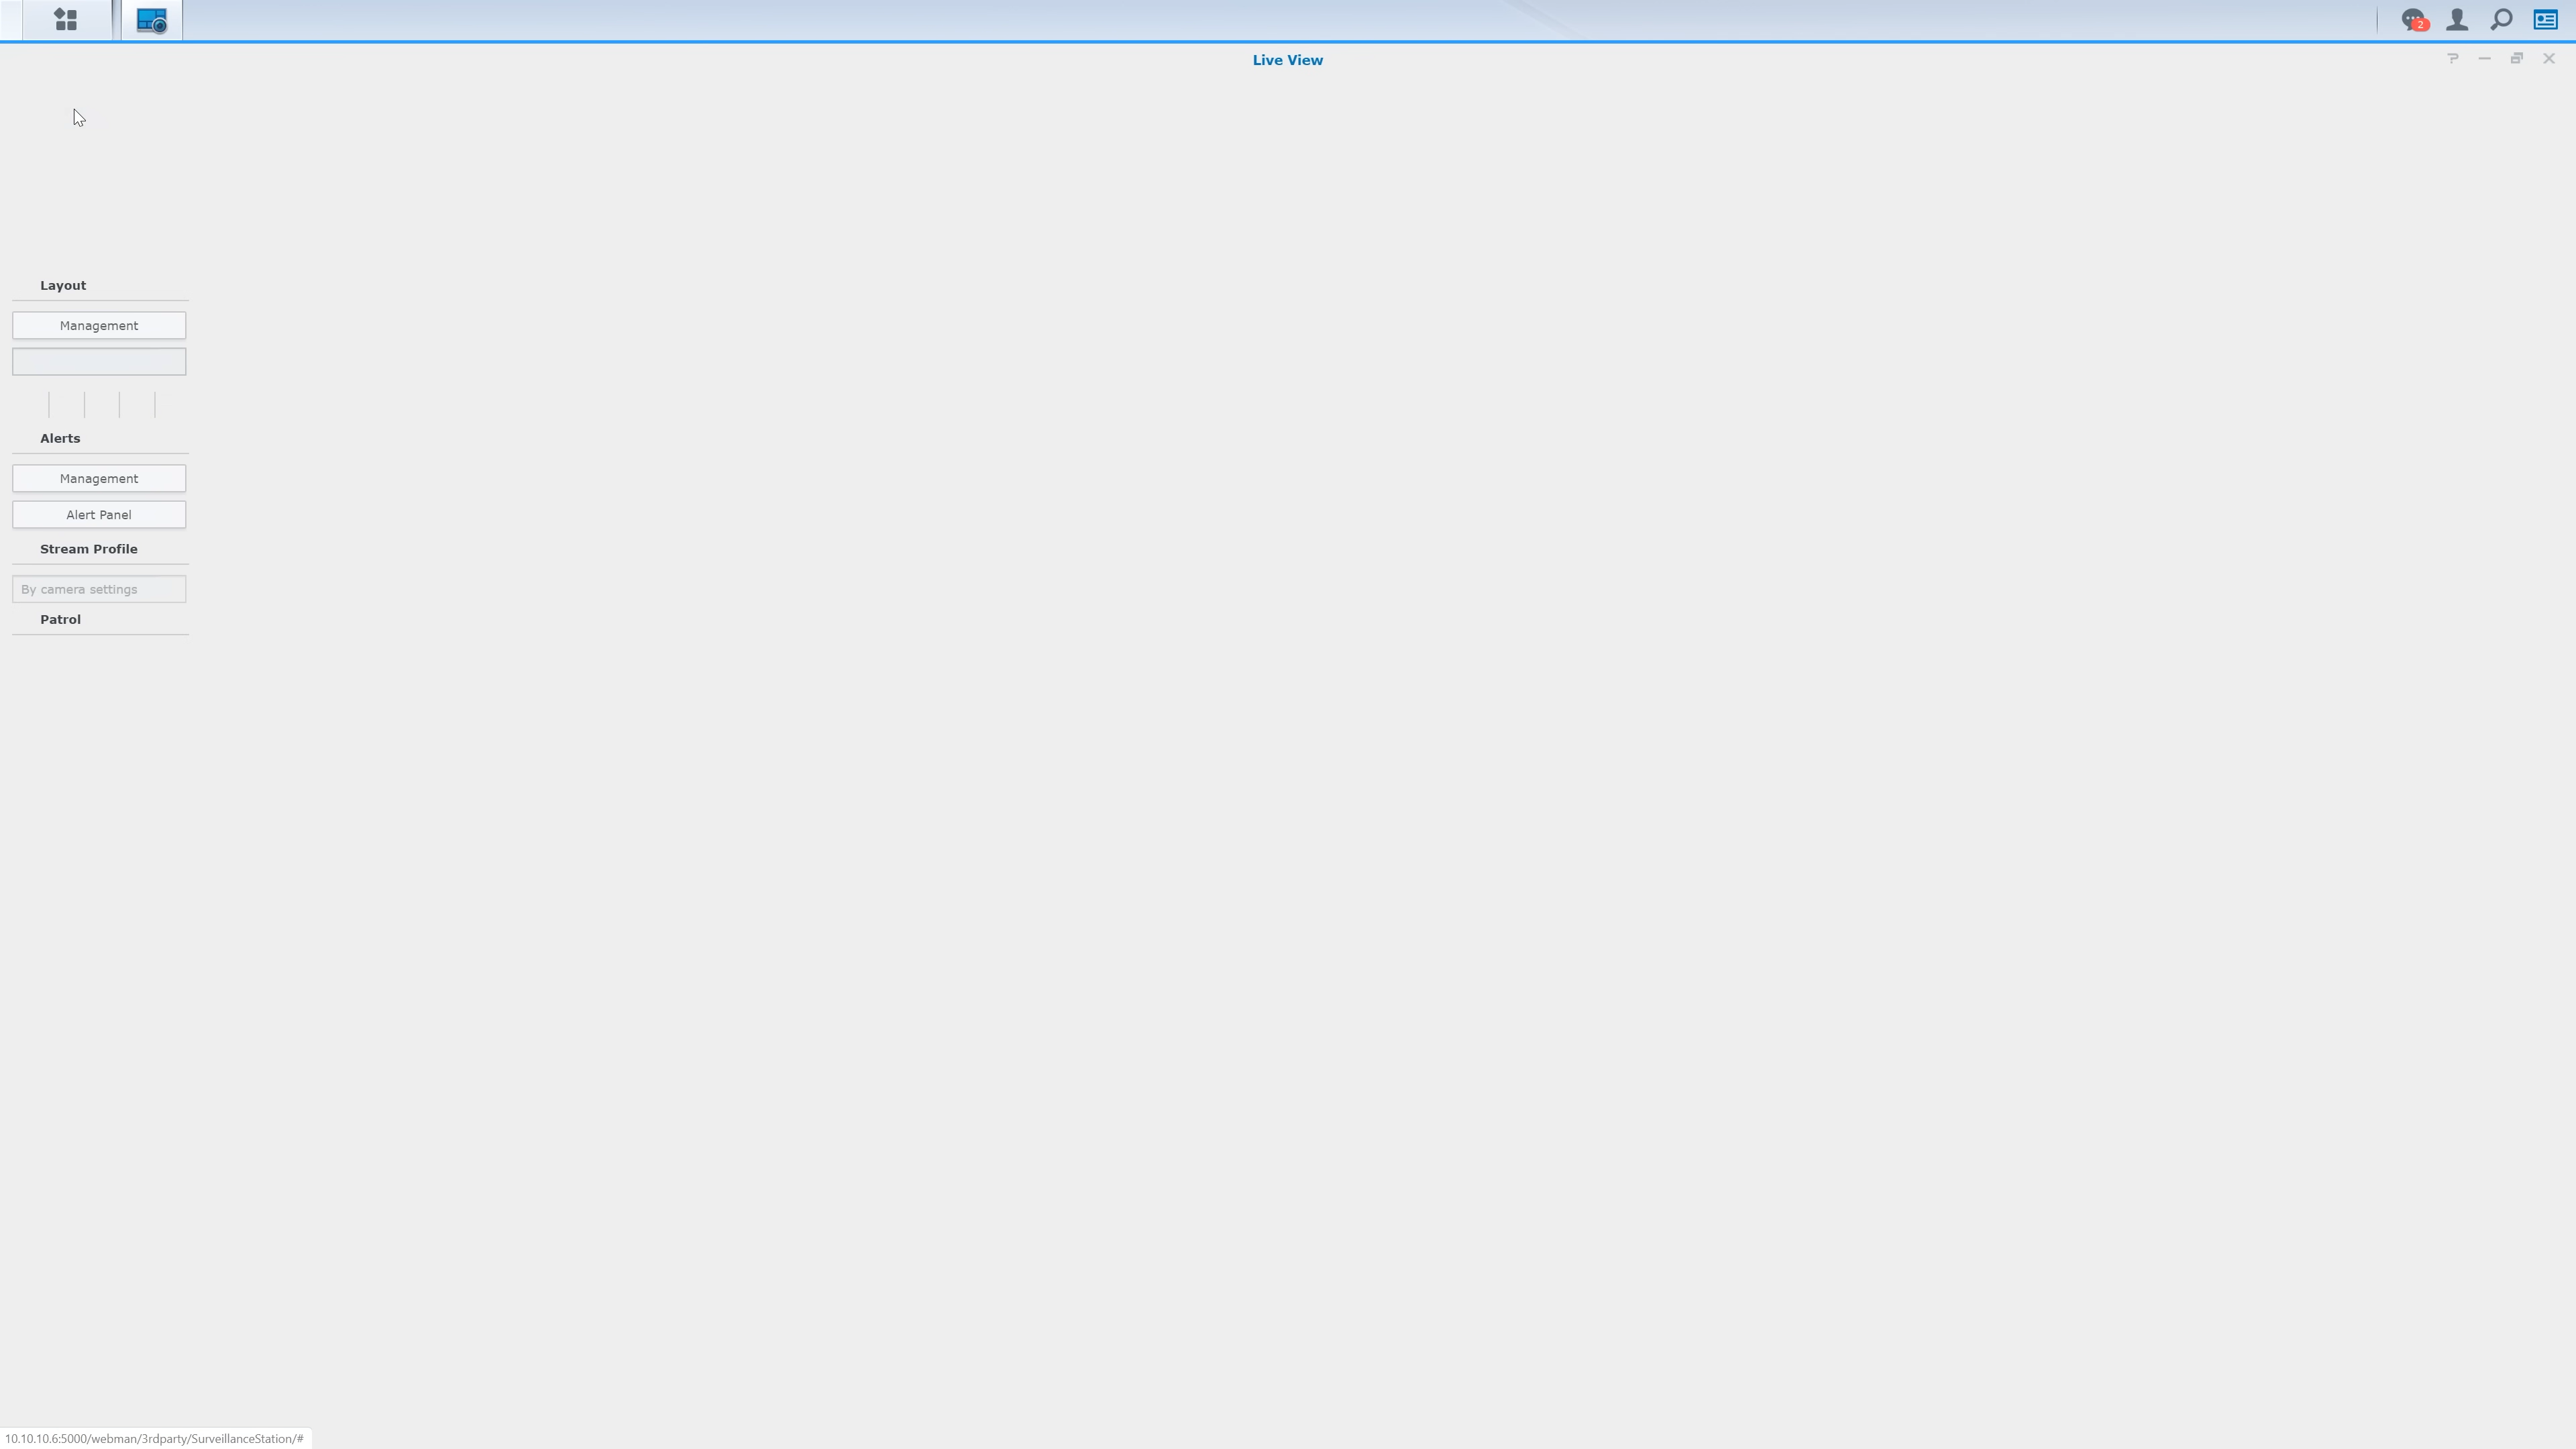 2
Live View
Layout
Management
Alerts
Management
Alert Panel
Stream Profile
By camera settings
Patrol
10.10.10.6:5000/webman/3rdparty/SurveillanceStation/#